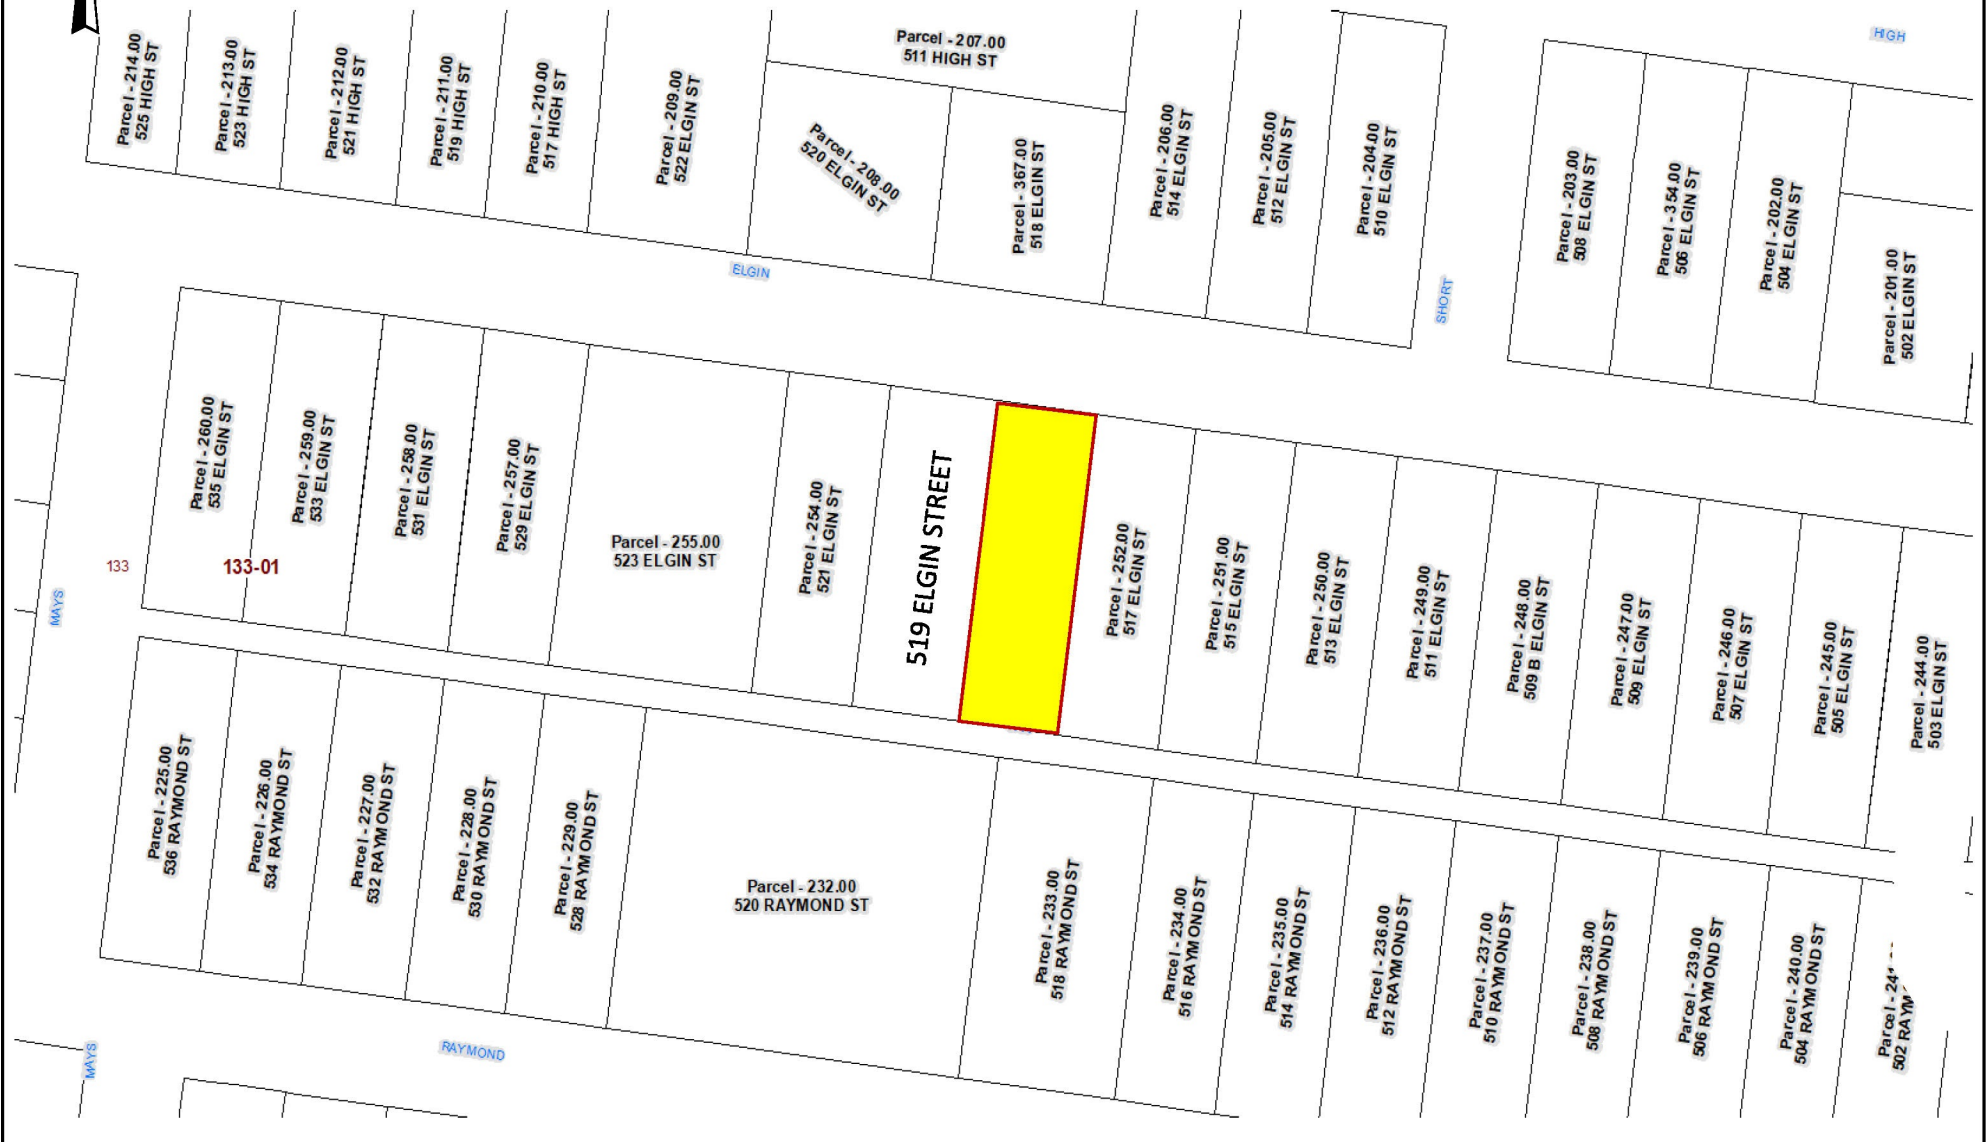 HIGH
Parcel - 214.00
525 HIGH ST
Parcel - 213.00
523 HIGH ST
Parcel - 212.00
521 HIGH ST
Parcel - 211.00
519 HIGH ST
Parcel - 210.00
517 HIGH ST
Parcel - 209.00
522 ELGIN ST
Parcel - 207.00
511 HIGH ST
Parcel - 208.00
520 ELGIN ST
Parcel - 367.00
518 ELGIN ST
Parcel - 206.00
514 ELGIN ST
Parcel - 205.00
512 ELGIN ST
Parcel - 204.00
510 ELGIN ST
Parcel - 203.00
508 ELGIN ST
Parcel - 354.00
506 ELGIN ST
Parcel - 202.00
504 ELGIN ST
Parcel - 201.00
502 ELGIN ST
ELGIN
SHORT
Parcel - 260.00
535 ELGIN ST
Parcel - 259.00
533 ELGIN ST
Parcel - 258.00
531 ELGIN ST
Parcel - 257.00
529 ELGIN ST
Parcel - 255.00
523 ELGIN ST
Parcel - 254.00
521 ELGIN ST
519 ELGIN STREET
Parcel - 252.00
517 ELGIN ST
Parcel - 251.00
515 ELGIN ST
Parcel - 250.00
513 ELGIN ST
Parcel - 249.00
511 ELGIN ST
Parcel - 248.00
509 B ELGIN ST
Parcel - 247.00
509 ELGIN ST
Parcel - 246.00
507 ELGIN ST
Parcel - 245.00
505 ELGIN ST
Parcel - 244.00
503 ELGIN ST
133
133-01
MAYS
Parcel - 225.00
536 RAYMOND ST
Parcel - 226.00
534 RAYMOND ST
Parcel - 227.00
532 RAYMOND ST
Parcel - 228.00
530 RAYMOND ST
Parcel - 229.00
528 RAYMOND ST
Parcel - 232.00
520 RAYMOND ST
Parcel - 233.00
518 RAYMOND ST
Parcel - 234.00
516 RAYMOND ST
Parcel - 235.00
514 RAYMOND ST
Parcel - 236.00
512 RAYMOND ST
Parcel - 237.00
510 RAYMOND ST
Parcel - 238.00
508 RAYMOND ST
Parcel - 239.00
506 RAYMOND ST
Parcel - 240.00
504 RAYMOND ST
Parcel - 24
502 RAYM
MAYS
RAYMOND